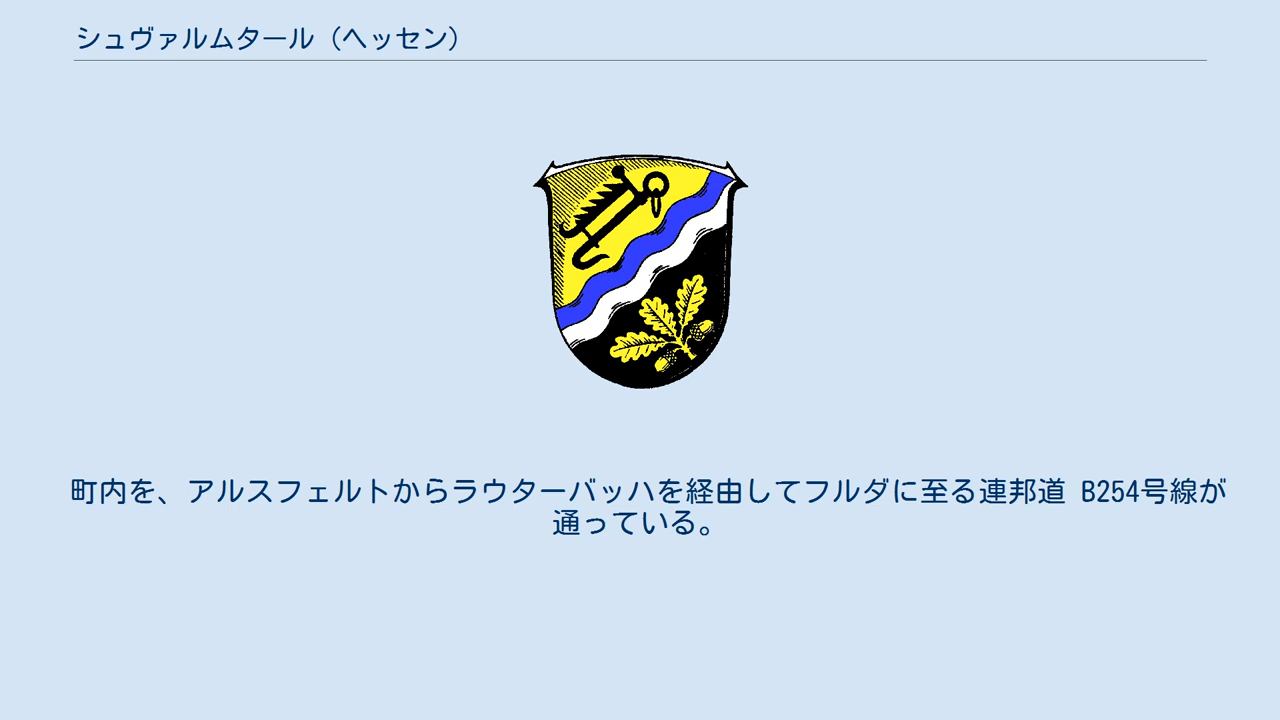 シュヴァルムタール（ヘッセン）
町内を、アルスフェルトからラウターバッハを経由してフルダに至る連邦道 B254号線が
通っている。